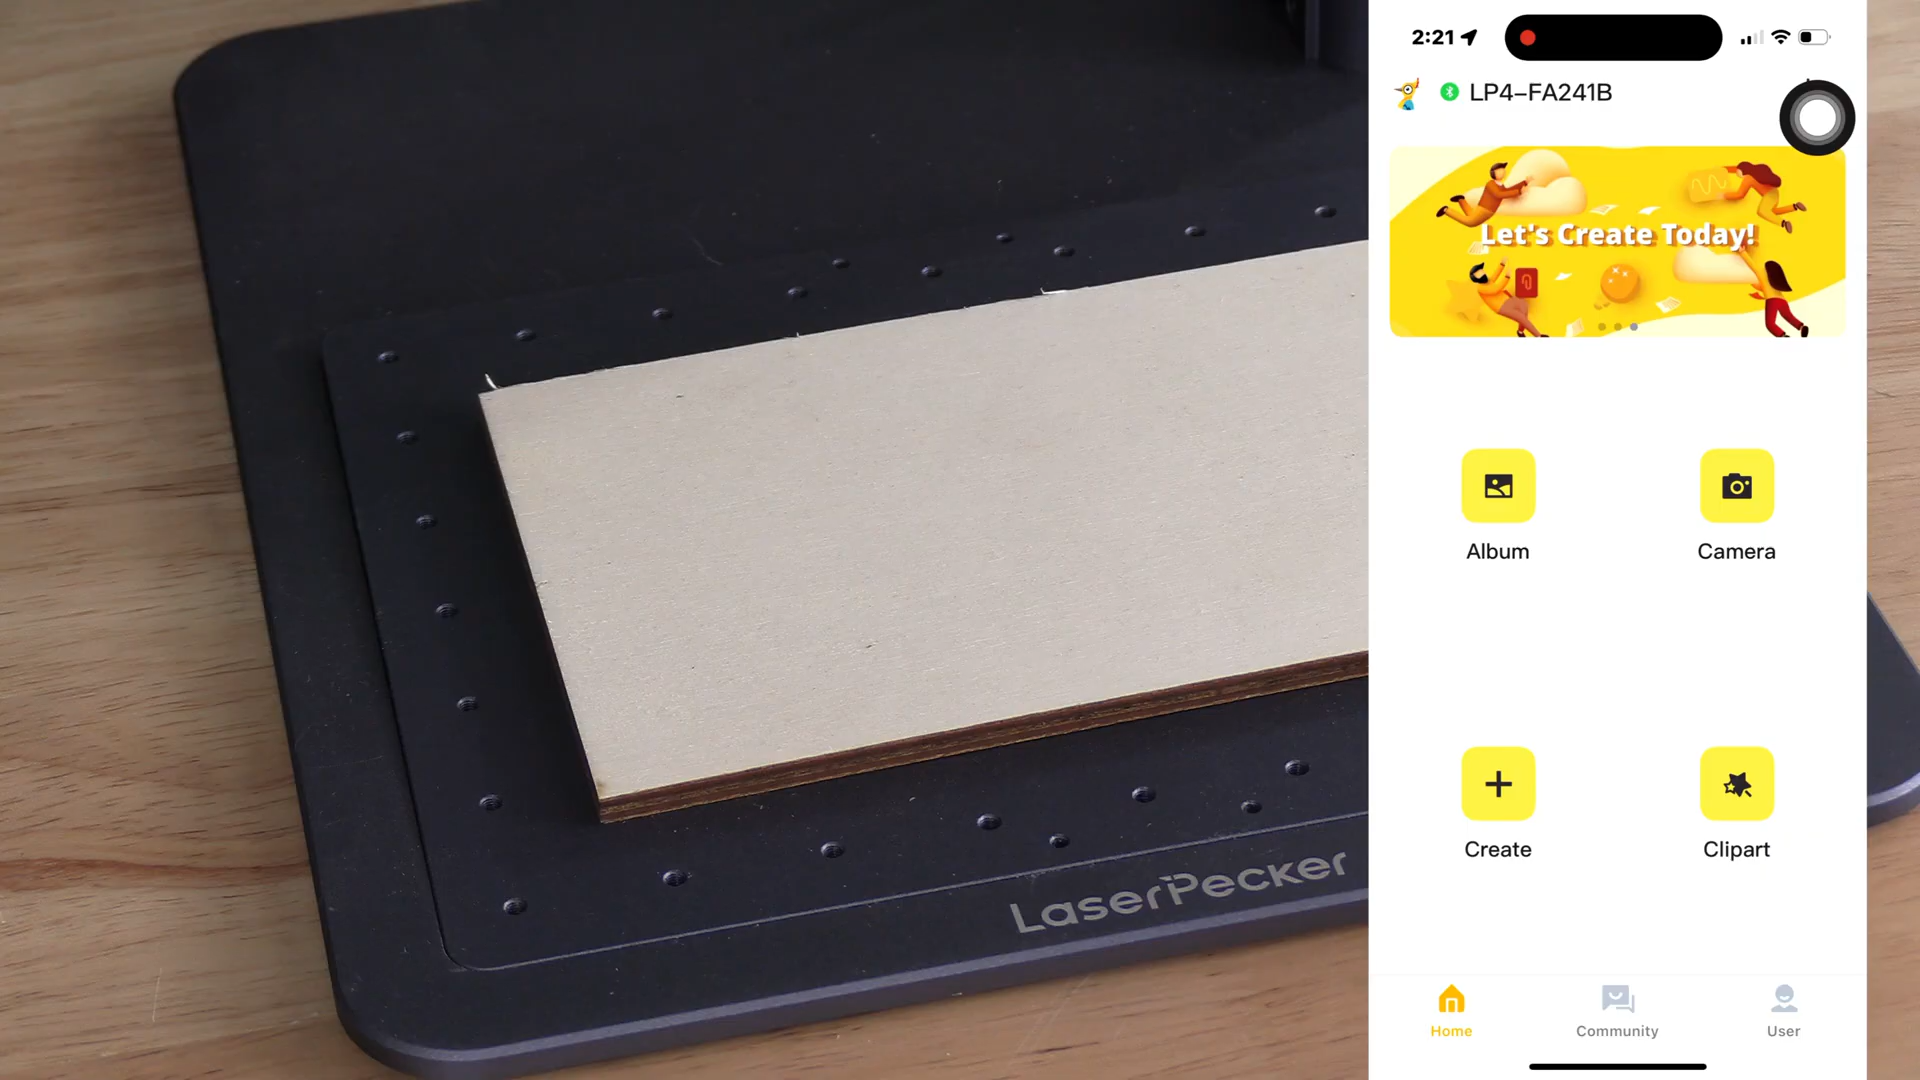 2:21
LP4-FA241B
Let's Create Today!
Album
Camera
Create
Clipart
LaserPecker
Home
Community
User